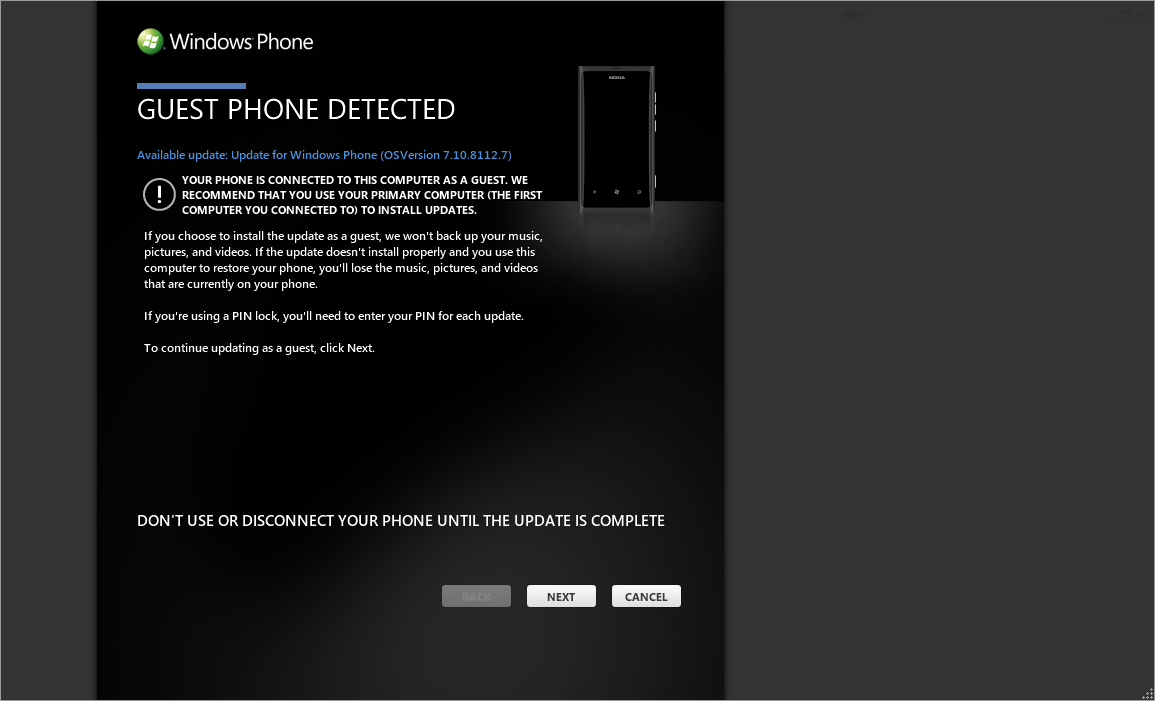 Windows Phone
NOKIA
GUEST PHONE DETECTED
Available update: Update for Windows Phone (OSVersion 7.10.8112.7)
YOUR PHONE IS CONNECTED TO THIS COMPUTER AS A GUEST. WE
RECOMMEND THAT YOU USE YOUR PRIMARY COMPUTER (THE FIRST
COMPUTER YOU CONNECTED TO) TO INSTALL UPDATES.
If you choose to install the update as a guest, we won't back up your music,
pictures, and videos. If the update doesn't install properly and you use this
computer to restore your phone, you'll lose the music, pictures, and videos
that are currently on your phone.
If you're using a PIN lock, you'll need to enter your PIN for each update.
To continue updating as a guest, click Next.
DON'T USE OR DISCONNECT YOUR PHONE UNTIL THE UPDATE IS COMPLETE
BACK NEXT CANCEL